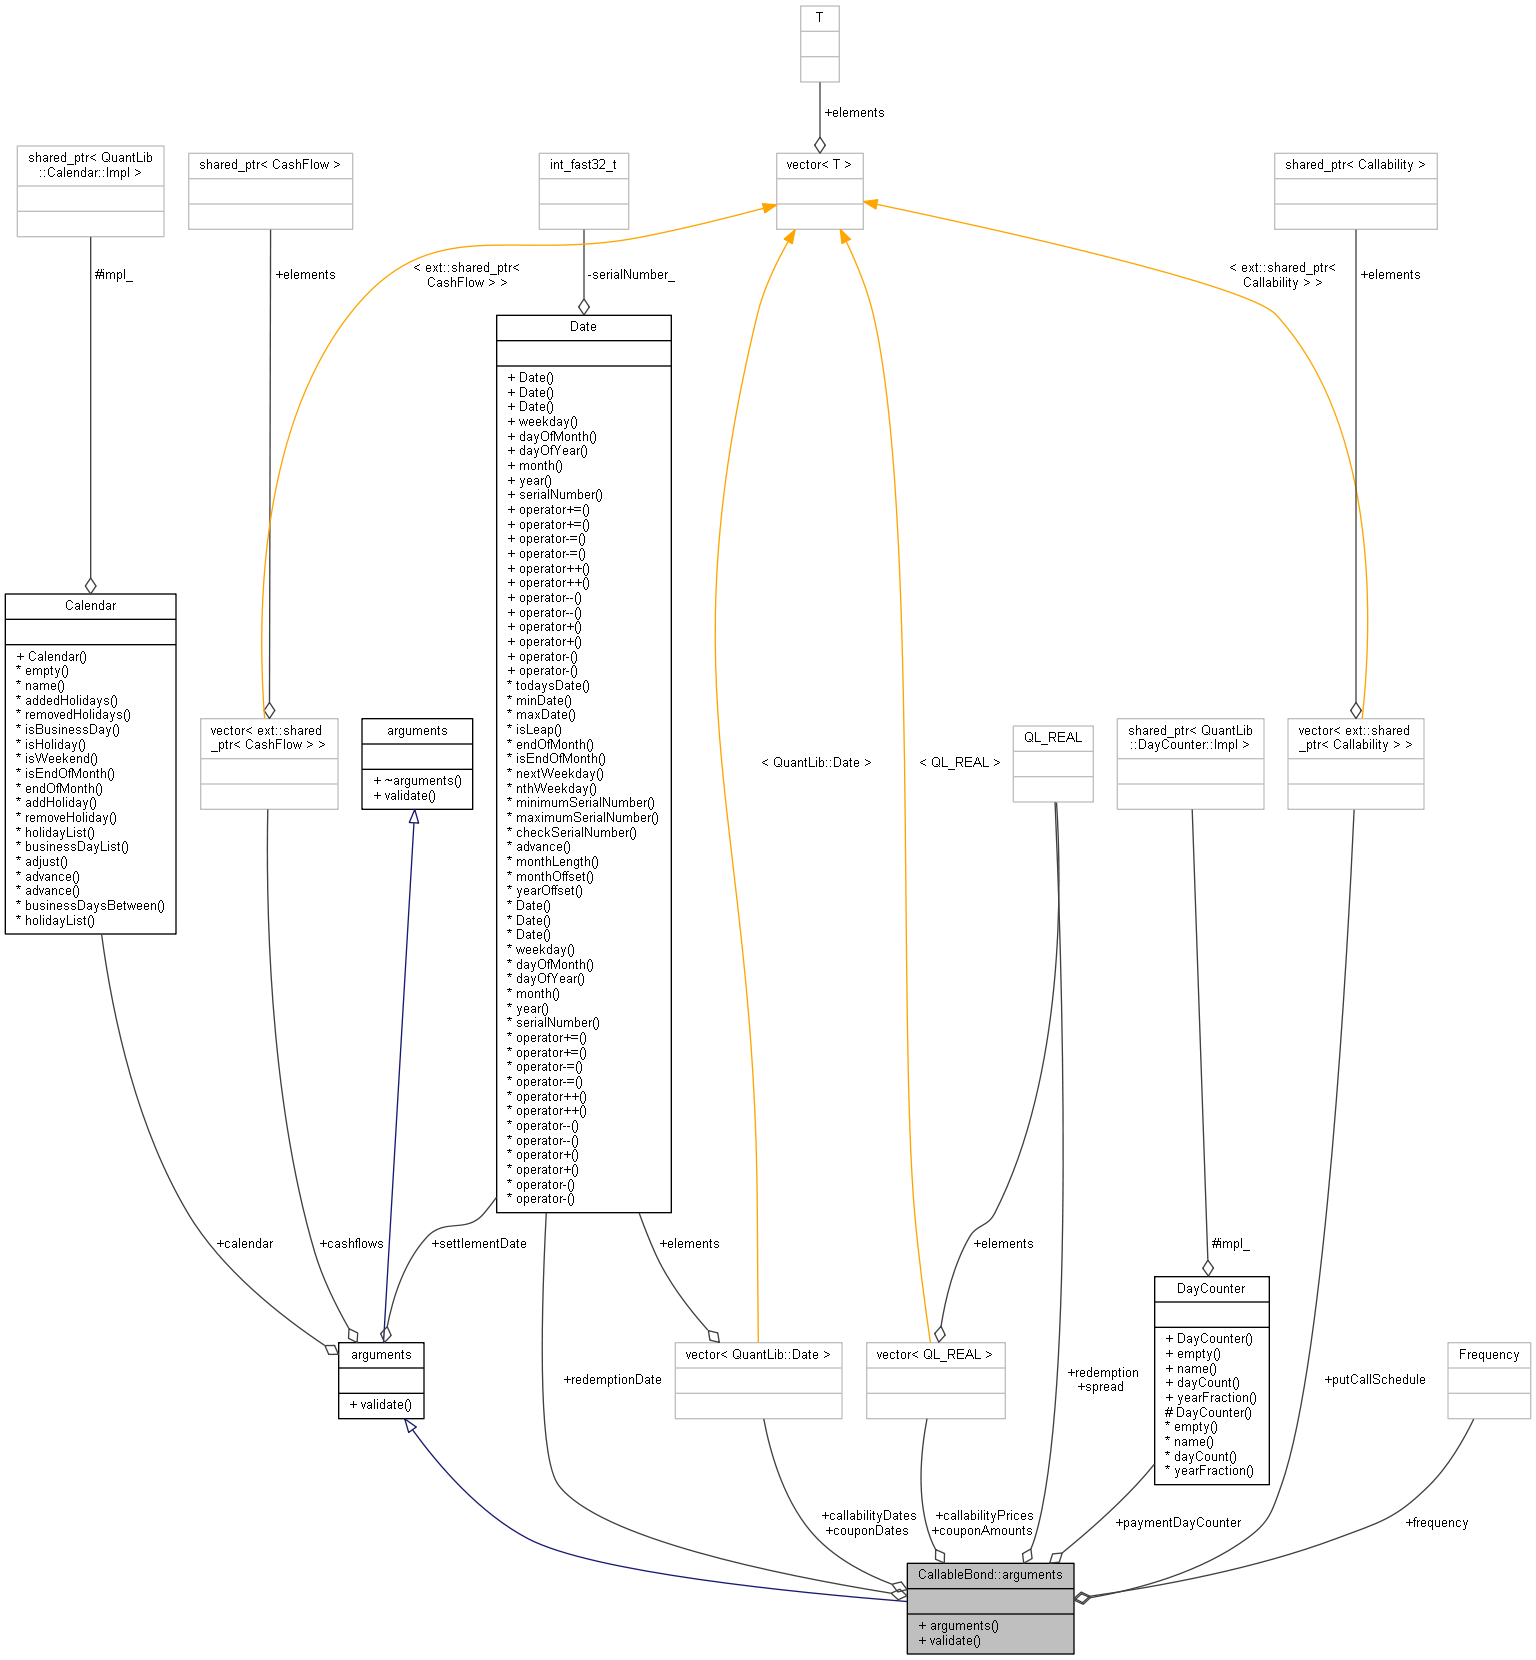 T
+elements
shared_ptr< QuantLib
::Calendar::Impl >
shared_ptr< CashFlow >
int_fast32_t
vector< T >
shared_ptr< Callability >
#impl_
+elements
< ext::shared_ptr<
CashFlow > >
-serialNumber_
< ext::shared_ptr<
Callability > >
+elements
Date
+ Date()
+ Date()
+ Date()
+ weekday()
+ dayOfMonth()
+ dayOfYear()
+ month()
+ year()
+ serialNumber()
+ operator+=()
+ operator+=()
+ operator-=()
+ operator-=()
+ operator++()
+ operator++()
+ operator--()
+ operator--()
+ operator+()
+ operator+()
+ operator-()
+ operator-()
* todaysDate()
* minDate()
* maxDate()
* isLeap()
* endOfMonth()
* isEndOfMonth()
* nextWeekday()
* nthWeekday()
* minimumSerialNumber()
* maximumSerialNumber()
* checkSerialNumber()
* advance()
* monthLength()
* monthOffset()
* yearOffset()
* Date()
* Date()
* Date()
* weekday()
* dayOfMonth()
* dayOfYear()
* month()
* year()
* serialNumber()
* operator+=()
* operator+=()
* operator-=()
* operator-=()
* operator++()
* operator++()
* operator--()
* operator--()
* operator+()
* operator+()
* operator-()
* operator-()
Calendar
+ Calendar()
* empty()
* name()
* addedHolidays()
* removedHolidays()
* isBusinessDay()
* isHoliday()
* isWeekend()
* isEndOfMonth()
* endOfMonth()
* addHoliday()
* removeHoliday()
* holidayList()
* businessDayList()
* adjust()
* advance()
* advance()
* businessDaysBetween()
* holidayList()
vector< ext::shared
_ptr< CashFlow > >
arguments
+ ~arguments()
+ validate()
< QuantLib::Date >
< QL_REAL >
QL_REAL
shared_ptr< QuantLib
::DayCounter::Impl >
vector< ext::shared
_ptr< Callability > >
+calendar
+cashflows
+settlementDate
+elements
+elements
#impl_
DayCounter
+ DayCounter()
+ empty()
+ name()
+ dayCount()
+ yearFraction()
# DayCounter()
* empty()
* name()
* dayCount()
* yearFraction()
arguments
+ validate()
+redemptionDate
vector< QuantLib::Date >
vector< QL_REAL >
+redemption
+spread
+putCallSchedule
Frequency
+callabilityDates
+couponDates
+callabilityPrices
+couponAmounts
+paymentDayCounter
+frequency
CallableBond::arguments
+ arguments()
+ validate()